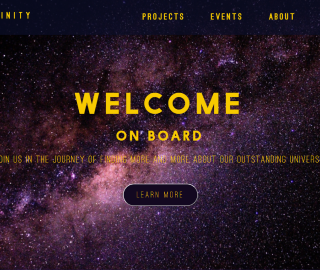 INITY
PROJECTS EVENTS ABOUT
WELCOME
ON BOARD
OIN US IN THE JOURNEY OF FINDING MORE AND MORE ABOUT OUR OUTSTANDING UNIVERS
LEARN MORE